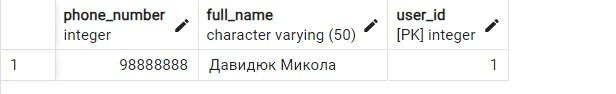 phone_number full_name user_id
integer character varying (50) [PK] integer
1 98888888 Давидюк Микола 1